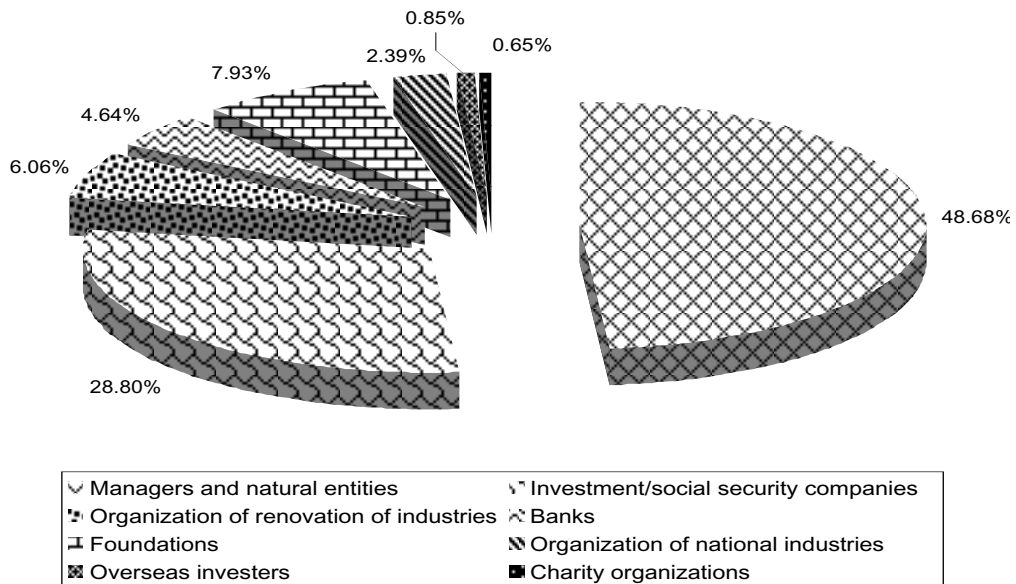 0.85%
0.65%
2.39%
7.93%
4.64%
6.06%
48.68%
28.80%
Managers and natural entities
Investment/social security companies
Organization of renovation of industries
Banks
Foundations
Organization of national industries
Overseas investers
Charity organizations